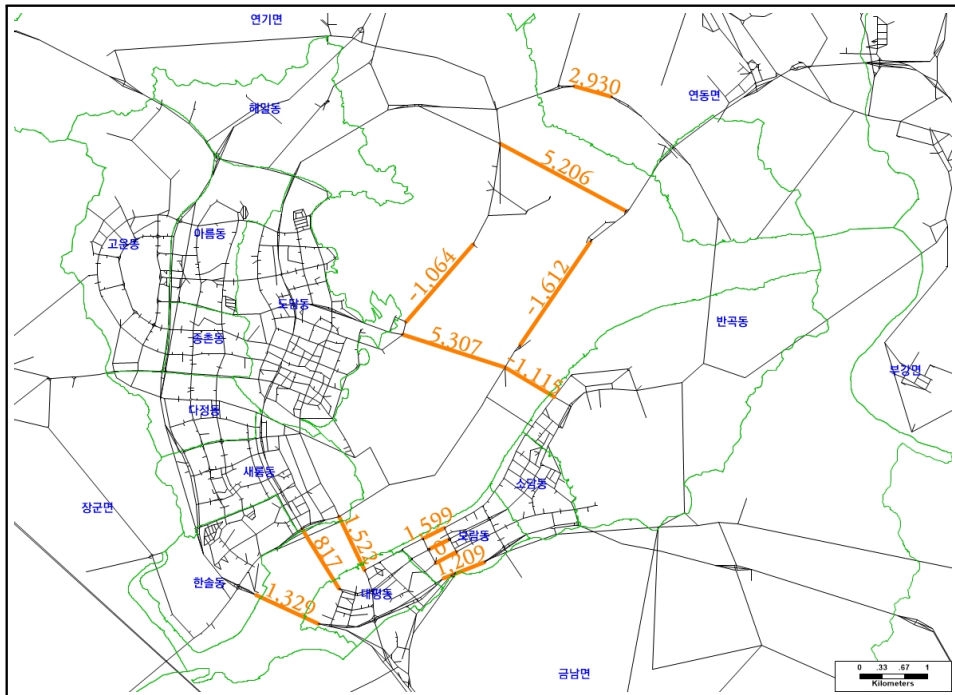 연기면
2,930
연동면
해밀동
5,206
고운동
아름동
-1,064
-1,612
도담동
반곡동
종촌동
5,307
부강면
다정동
새롬동
소담동
장군면
1,599
1,522
817
보람동
1,209
한솔동
대평동
1,329
금남면
0 .33 .67 1
Kilometers